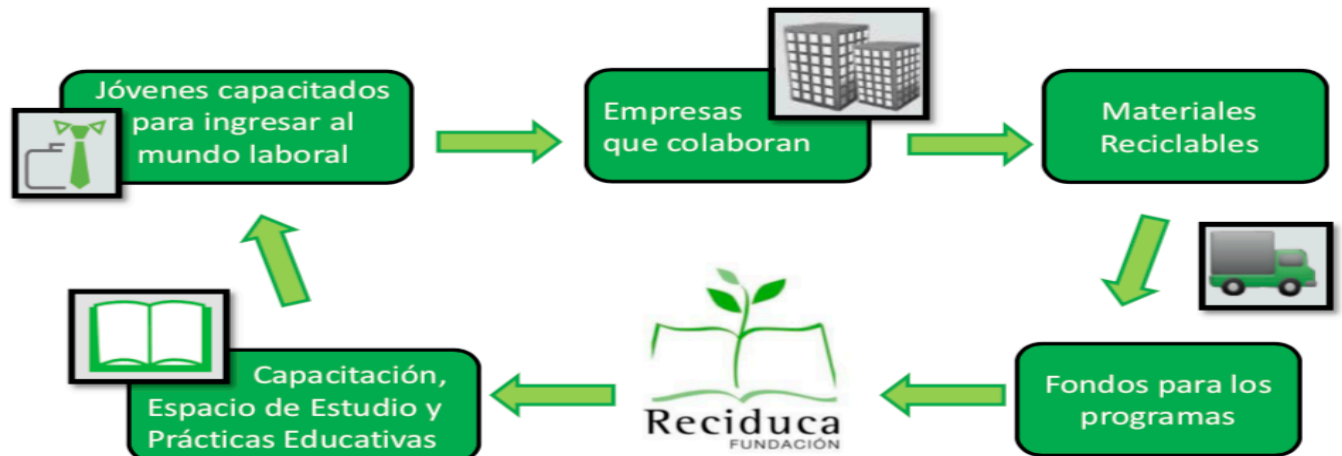 Jóvenes capacitados
para ingresar al
mundo laboral
Empresas
que colaboran
Materiales
Reciclables
Fondos para los
programas
Reciduca
FUNDACIÓN
Capacitación,
Espacio de Estudio y
Prácticas Educativas